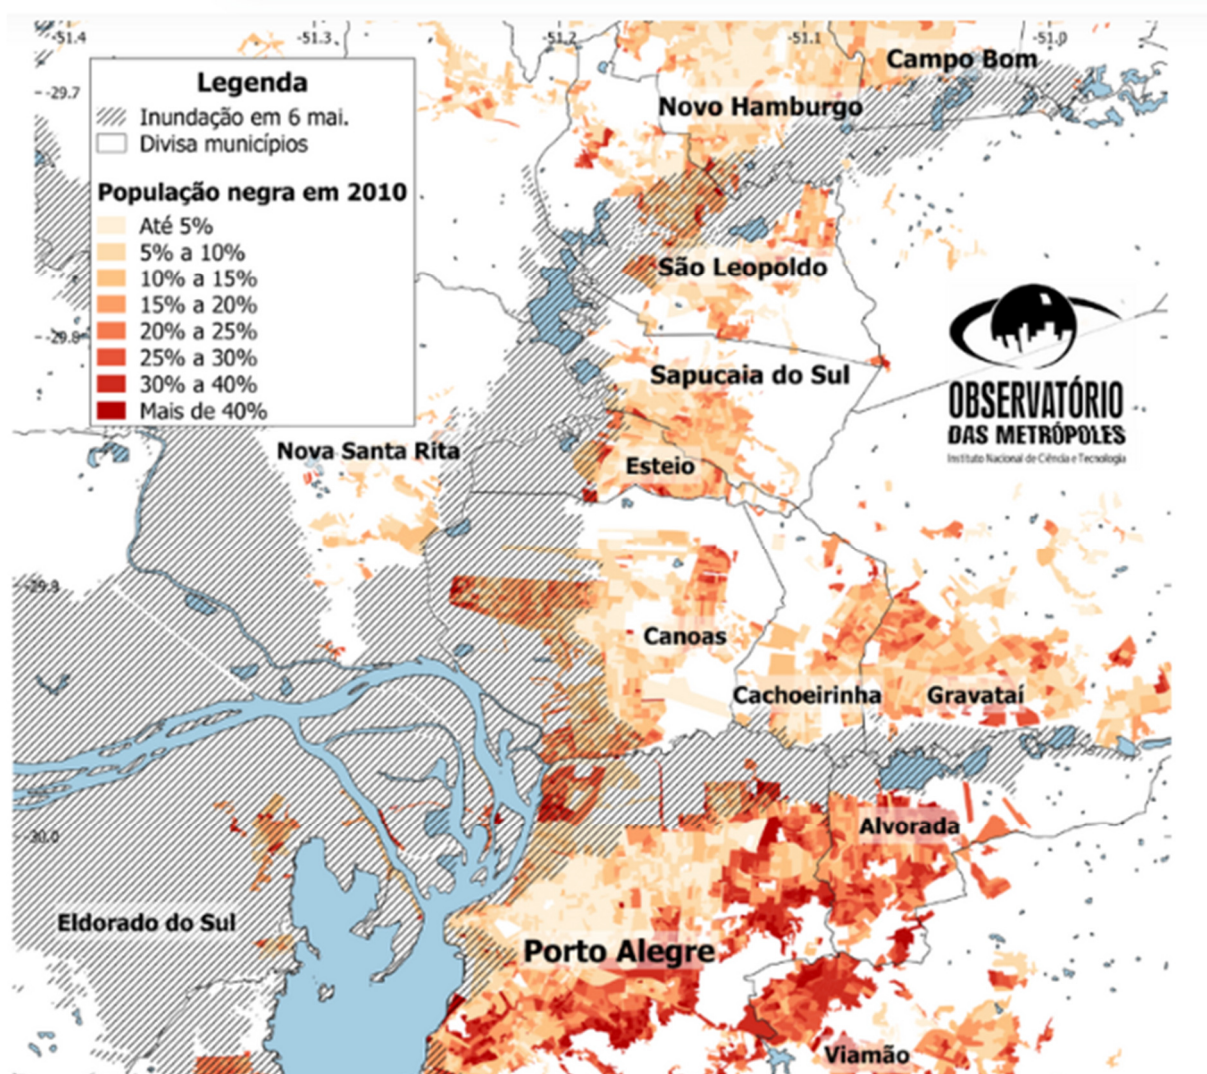 -51.4
-51.3
-51.2
-51.1
-51.0
-29.7
-29.8
-29.9
-30.0
Legenda
Inundação em 6 mai.
Divisa municípios
População negra em 2010
Até 5%
5% a 10%
10% a 15%
15% a 20%
20% a 25%
25% a 30%
30% a 40%
Mais de 40%
Campo Bom
Novo Hamburgo
São Leopoldo
Sapucaia do Sul
OBSERVATÓRIO
DAS METRÓPOLES
Instituto Nacional de Ciência e Tecnologia
Nova Santa Rita
Esteio
Canoas
Cachoeirinha
Gravataí
Alvorada
Eldorado do Sul
Porto Alegre
Viamão